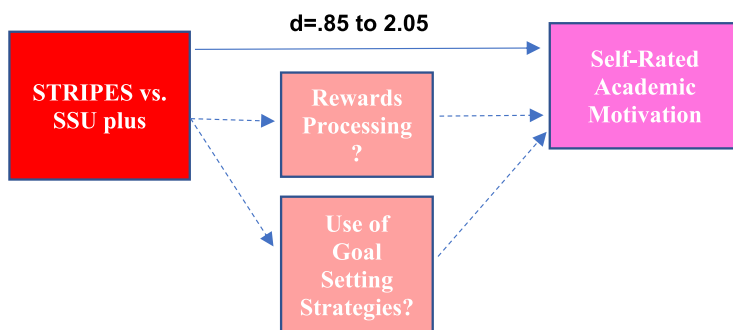 d=.85 to 2.05
STRIPES vs.
SSU plus
Rewards
Processing
?
Use of
Goal
Setting
Strategies?
Self-Rated
Academic
Motivation